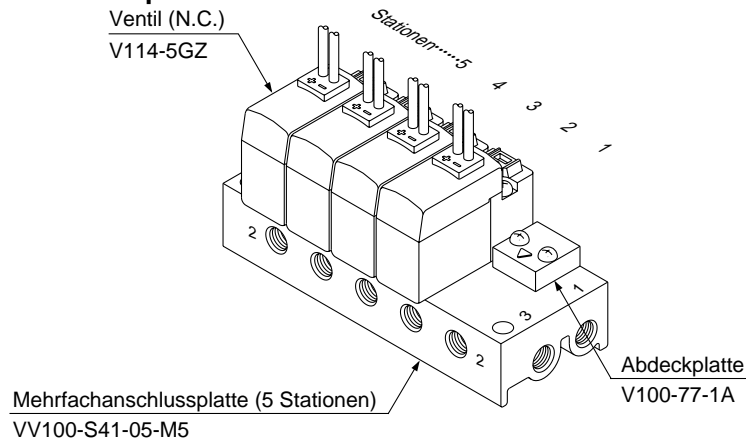 Ventil (N.C.)
V114-5GZ
Stationen······5 4 3 2 1
+ -
+ -
+ -
+ -
2
2
3
1
Abdeckplatte
V100-77-1A
Mehrfachanschlussplatte (5 Stationen)
VV100-S41-05-M5